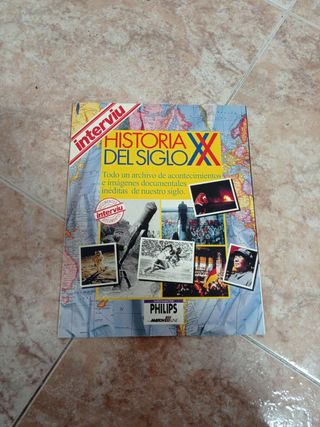 interviu
HISTORIA
DEL SIGLO XX
Todo un archivo de acontecimientos
e imágenes documentales
inéditas de nuestro siglo.
interviu
PHILIPS